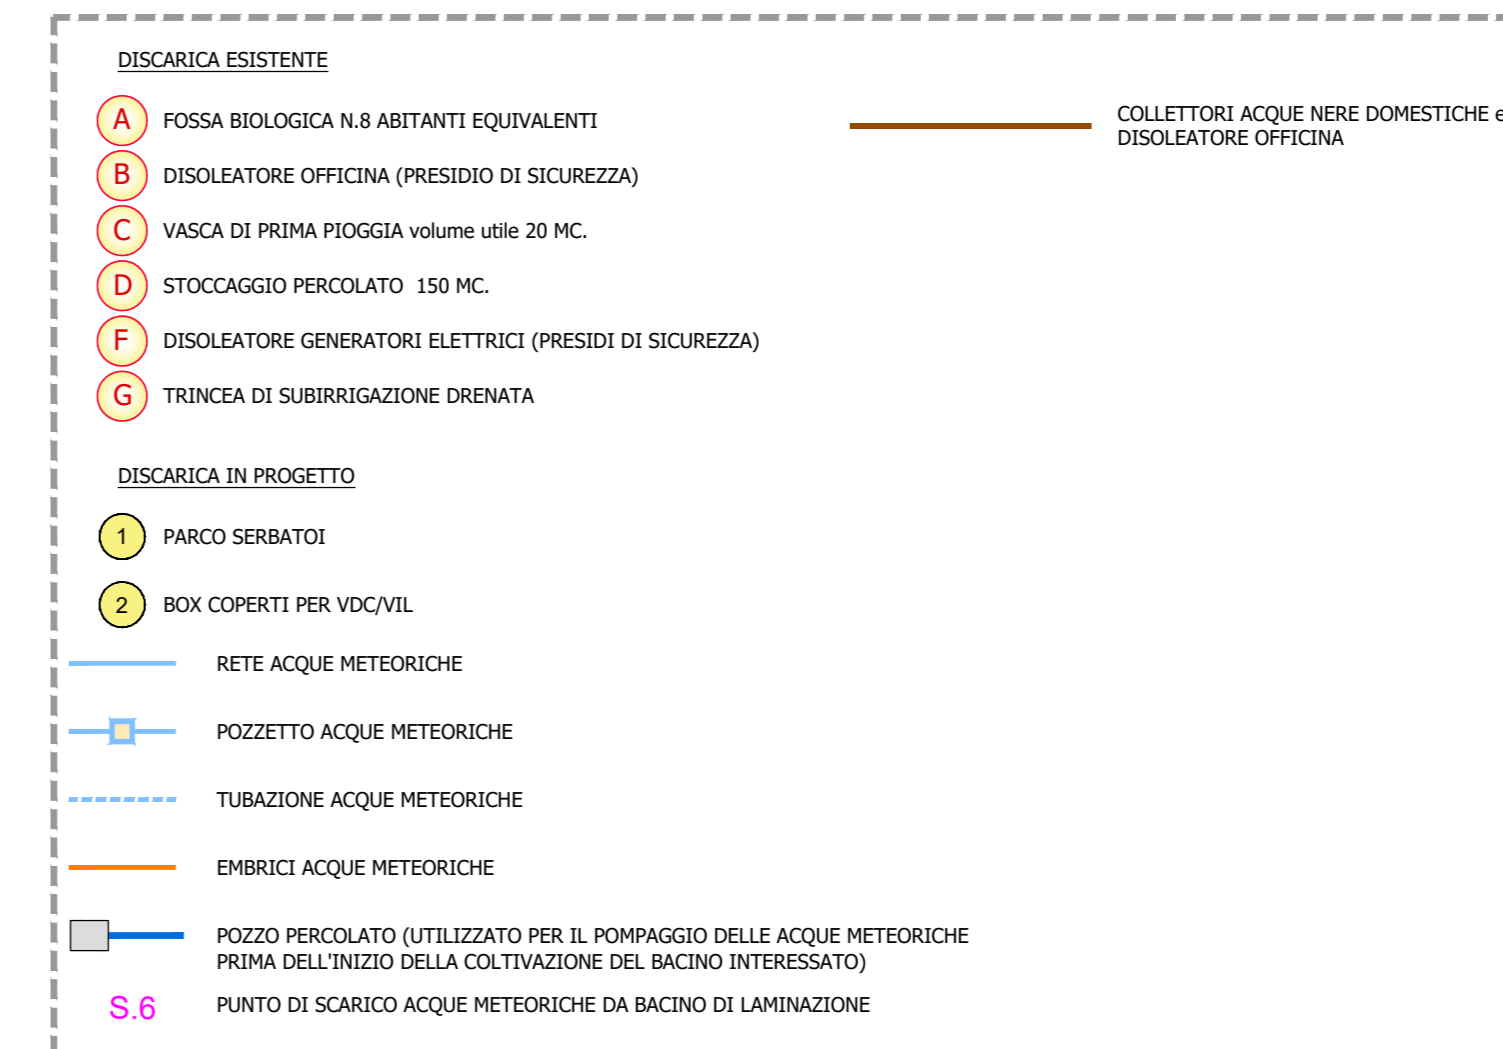 DISCARICA ESISTENTE
A FOSSA BIOLOGICA N.8 ABITANTI EQUIVALENTI
B DISOLEATORE OFFICINA (PRESIDIO DI SICUREZZA)
C VASCA DI PRIMA PIOGGIA volume utile 20 MC.
D STOCCAGGIO PERCOLATO 150 MC.
F DISOLEATORE GENERATORI ELETTRICI (PRESIDI DI SICUREZZA)
G TRINCEA DI SUBIRRIGAZIONE DRENATA
COLLETTORI ACQUE NERE DOMESTICHE e
DISOLEATORE OFFICINA
DISCARICA IN PROGETTO
1 PARCO SERBATOI
2 BOX COPERTI PER VDC/VIL
RETE ACQUE METEORICHE
POZZETTO ACQUE METEORICHE
TUBAZIONE ACQUE METEORICHE
EMBRICI ACQUE METEORICHE
POZZO PERCOLATO (UTILIZZATO PER IL POMPAGGIO DELLE ACQUE METEORICHE
PRIMA DELL'INIZIO DELLA COLTIVAZIONE DEL BACINO INTERESSATO)
S.6 PUNTO DI SCARICO ACQUE METEORICHE DA BACINO DI LAMINAZIONE